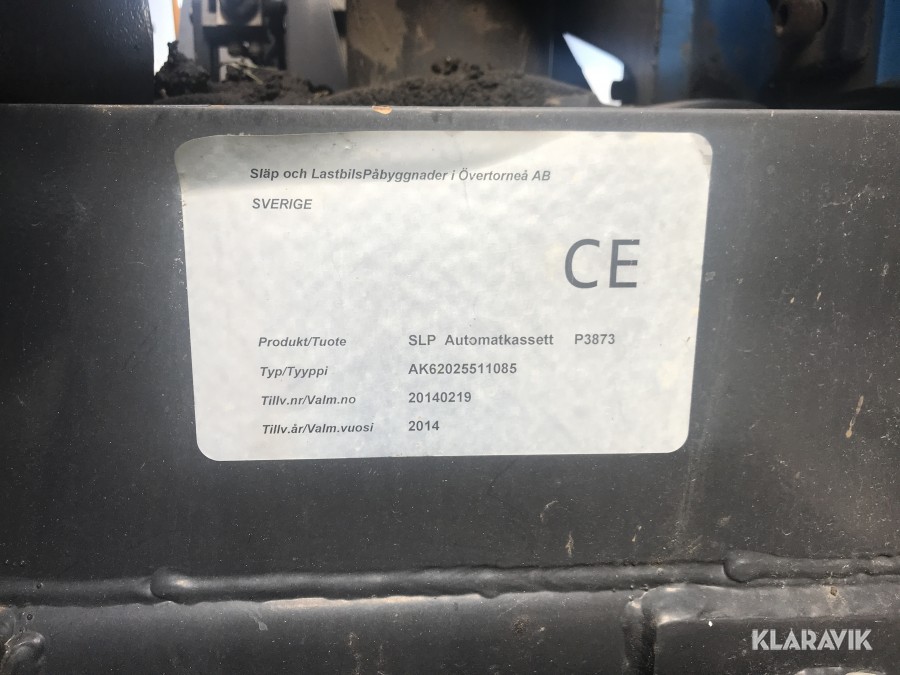 Släp och LastbilsPåbyggnader i Övertorneå AB
SVERIGE
CE
Produkt/Tuote SLP Automatkassett P3873
Typ/Tyyppi AK62025511085
Tillv.nr/Valm.no 20140219
Tillv.år/Valm.vuosi 2014
KLARAVIK